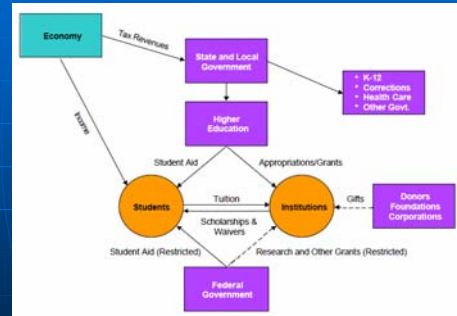 Economy
Tax Revenues
State and Local
Government
• K-12
• Corrections
• Health Care
• Other Govt.
Income
Higher
Education
Student Aid
Appropriations/Grants
Students
Tuition
Institutions
Gifts
Donors
Foundations
Corporations
Scholarships &
Waivers
Student Aid (Restricted)
Research and Other Grants (Restricted)
Federal
Government